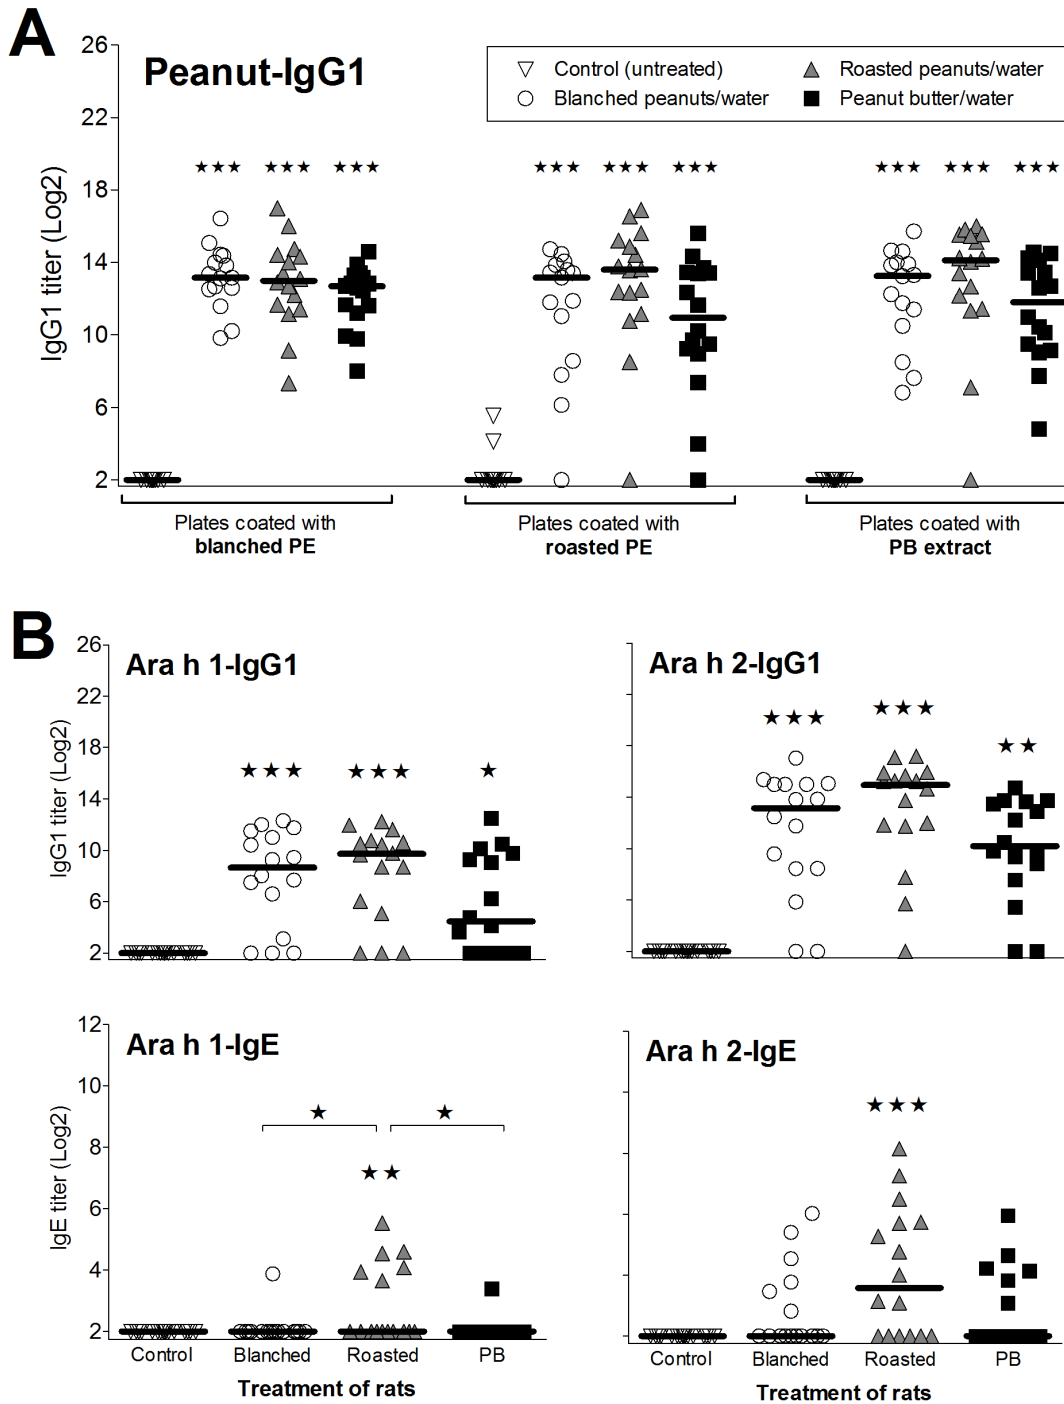 A
Peanut-IgG1
Control (untreated)
Roasted peanuts/water
Blanched peanuts/water
Peanut butter/water
IgG1 titer (Log2)
26
22
18
14
10
6
2
★★★ ★★★ ★★★ ★★★ ★★★ ★★★ ★★★ ★★★ ★★★
Plates coated with
blanched PE
Plates coated with
roasted PE
Plates coated with
PB extract
B
Ara h 1-IgG1
IgG1 titer (Log2)
26
22
18
14
10
6
2
★★★ ★★★ ★
Ara h 2-IgG1
★★★ ★★★ ★★
Ara h 1-IgE
IgE titer (Log2)
12
10
8
6
4
2
★ ★
★★
Control Blanched Roasted PB
Treatment of rats
Ara h 2-IgE
★★★
Control Blanched Roasted PB
Treatment of rats